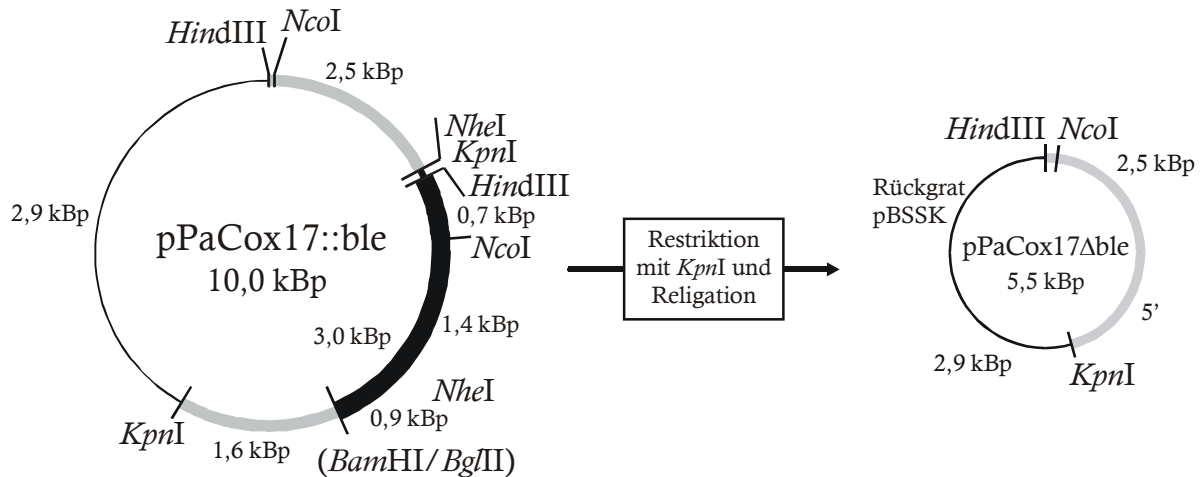 HindIII
NcoI
2,5 kBp
NheI
KpnI
HindIII
0,7 kBp
NcoI
2,9 kBp
pPaCox17::ble
10,0 kBp
3,0 kBp
1,4 kBp
NheI
0,9 kBp
KpnI
1,6 kBp
(BamHI/BglII)
Restriktion
mit KpnI und
Religation
HindIII
NcoI
2,5 kBp
Rückgrat
pBSSK
pPaCox17Δble
5,5 kBp
5’
2,9 kBp
KpnI